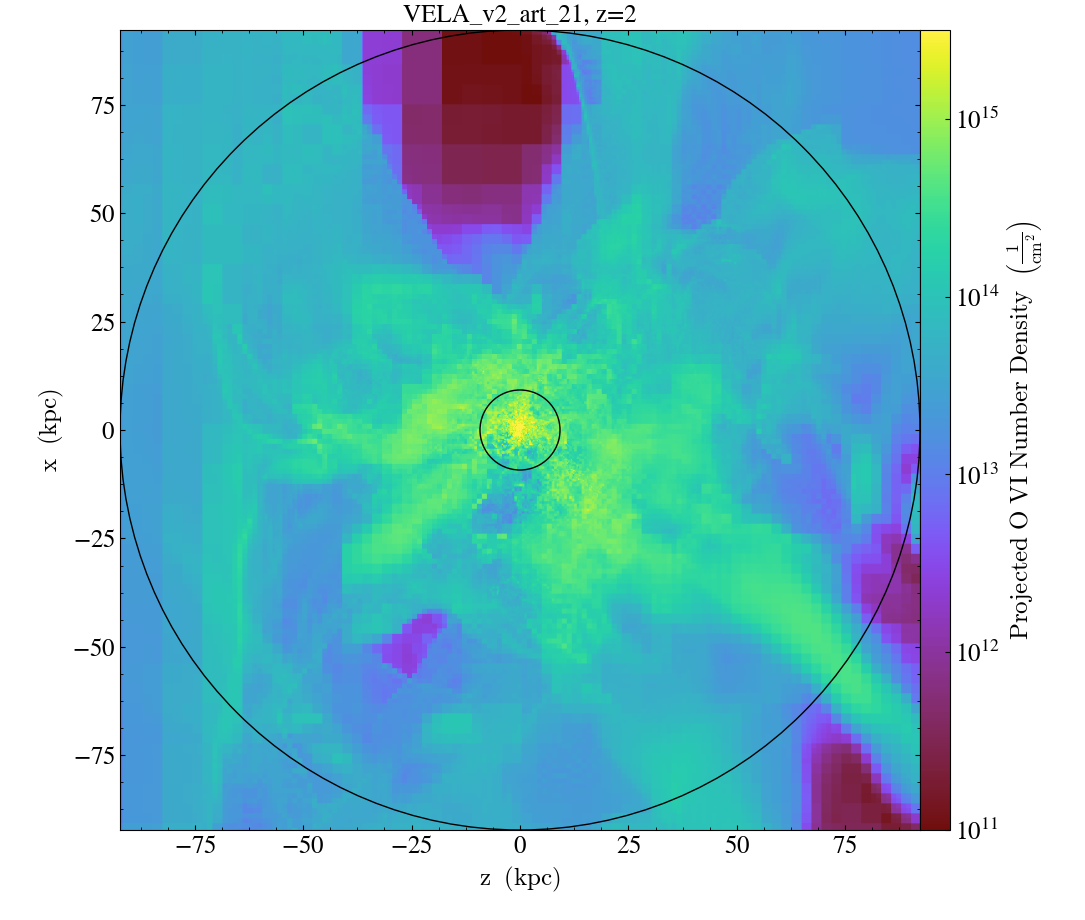 VELA_v2_art_21, z=2
75
50
25
0
−25
−50
−75
x (kpc)
−75 −50 −25 0 25 50 75
z (kpc)
10^15
10^14
10^13
10^12
10^11
Projected O VI Number Density (1/cm^2)